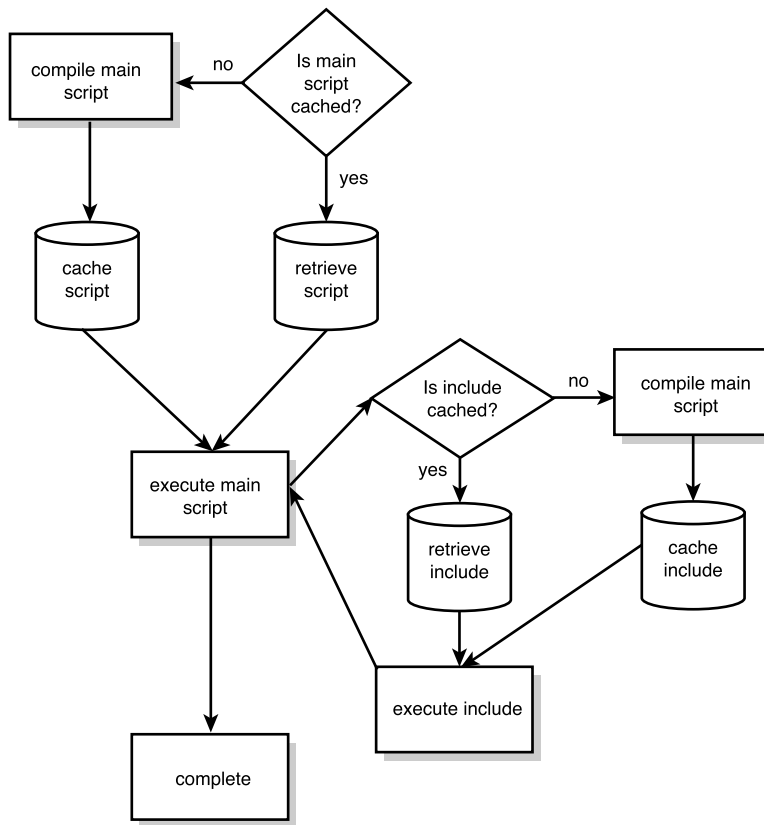 Is main
script
cached?
no
compile main
script
yes
cache
script
retrieve
script
Is include
cached?
no
compile main
script
yes
execute main
script
retrieve
include
cache
include
execute include
complete